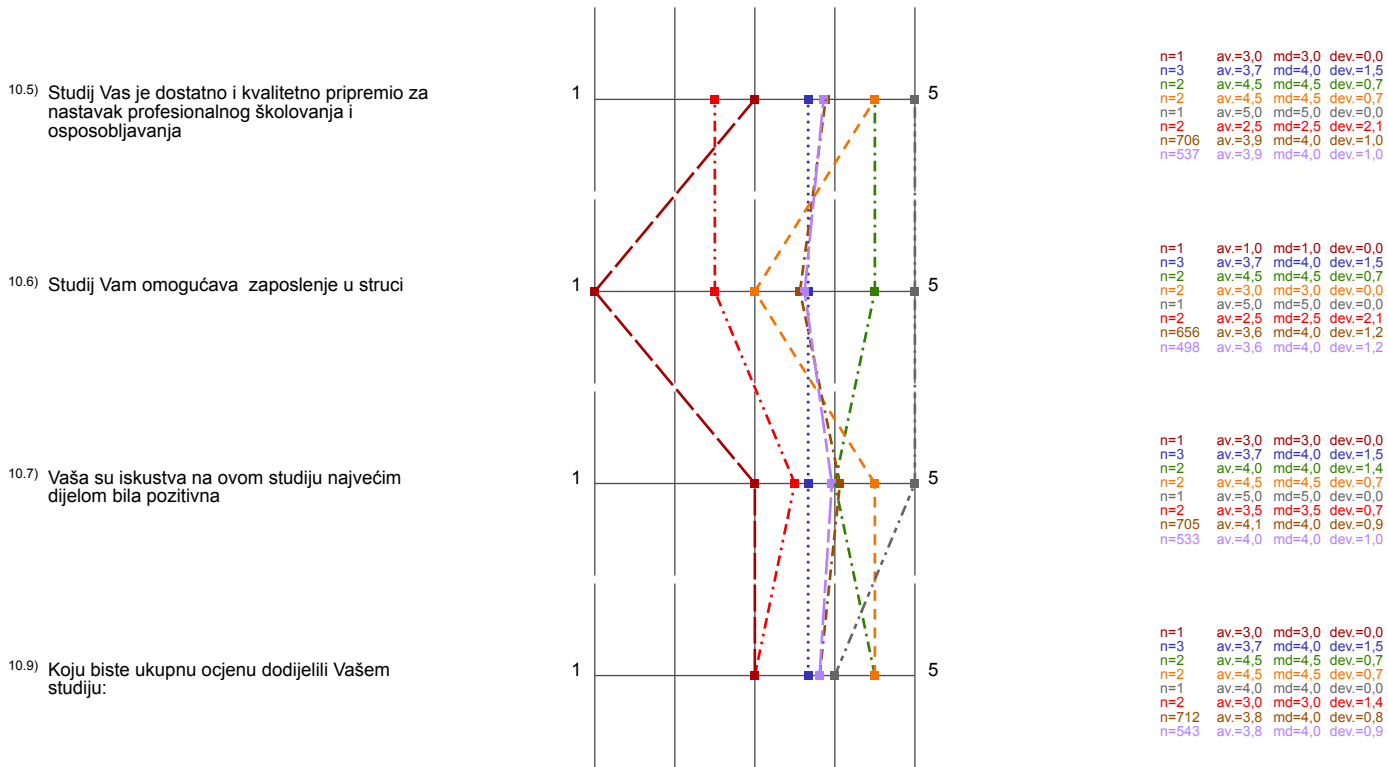 10.5) Studij Vas je dostatno i kvalitetno pripremio za
nastavak profesionalnog školovanja i
osposobljavanja
1 5
n=1 av.=3,0 md=3,0 dev.=0,0
n=3 av.=3,7 md=4,0 dev.=1,5
n=2 av.=4,5 md=4,5 dev.=0,7
n=2 av.=4,5 md=4,5 dev.=0,7
n=1 av.=5,0 md=5,0 dev.=0,0
n=2 av.=2,5 md=2,5 dev.=2,1
n=706 av.=3,9 md=4,0 dev.=1,0
n=537 av.=3,9 md=4,0 dev.=1,0
10.6) Studij Vam omogućava zaposlenje u struci
1 5
n=1 av.=1,0 md=1,0 dev.=0,0
n=3 av.=3,7 md=4,0 dev.=1,5
n=2 av.=4,5 md=4,5 dev.=0,7
n=2 av.=3,0 md=3,0 dev.=0,0
n=1 av.=5,0 md=5,0 dev.=0,0
n=2 av.=2,5 md=2,5 dev.=2,1
n=656 av.=3,6 md=4,0 dev.=1,2
n=498 av.=3,6 md=4,0 dev.=1,2
10.7) Vaša su iskustva na ovom studiju najvećim
dijelom bila pozitivna
1 5
n=1 av.=3,0 md=3,0 dev.=0,0
n=3 av.=3,7 md=4,0 dev.=1,5
n=2 av.=4,0 md=4,0 dev.=1,4
n=2 av.=4,5 md=4,5 dev.=0,7
n=1 av.=5,0 md=5,0 dev.=0,0
n=2 av.=3,5 md=3,5 dev.=0,7
n=705 av.=4,1 md=4,0 dev.=0,9
n=533 av.=4,0 md=4,0 dev.=1,0
10.9) Koju biste ukupnu ocjenu dodijelili Vašem
studiju:
1 5
n=1 av.=3,0 md=3,0 dev.=0,0
n=3 av.=3,7 md=4,0 dev.=1,5
n=2 av.=4,5 md=4,5 dev.=0,7
n=2 av.=4,5 md=4,5 dev.=0,7
n=1 av.=4,0 md=4,0 dev.=0,0
n=2 av.=3,0 md=3,0 dev.=1,4
n=712 av.=3,8 md=4,0 dev.=0,8
n=543 av.=3,8 md=4,0 dev.=0,9